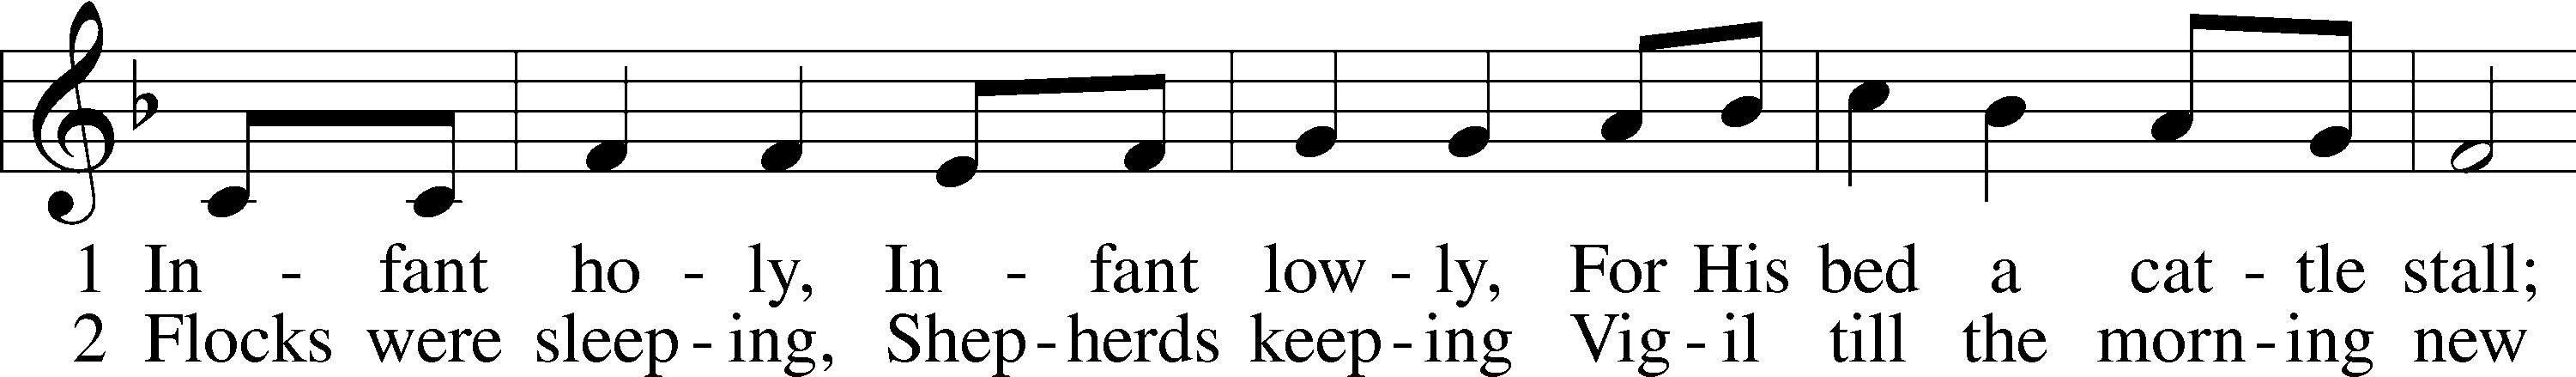 1 In - fant ho - ly, In - fant low - ly, For His bed a cat - tle stall;
2 Flocks were sleep - ing, Shep - herds keep - ing Vig - il till the morn - ing new